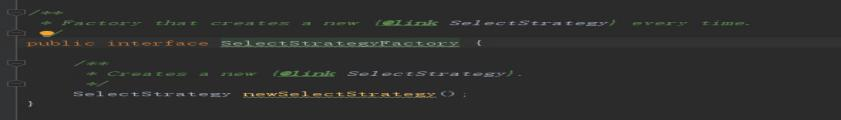 /**
 * Factory that creates a new {@link SelectStrategy} every time.
 */
public interface SelectStrategyFactory {
    /**
     * Creates a new {@link SelectStrategy}.
     */
    SelectStrategy newSelectStrategy();
}